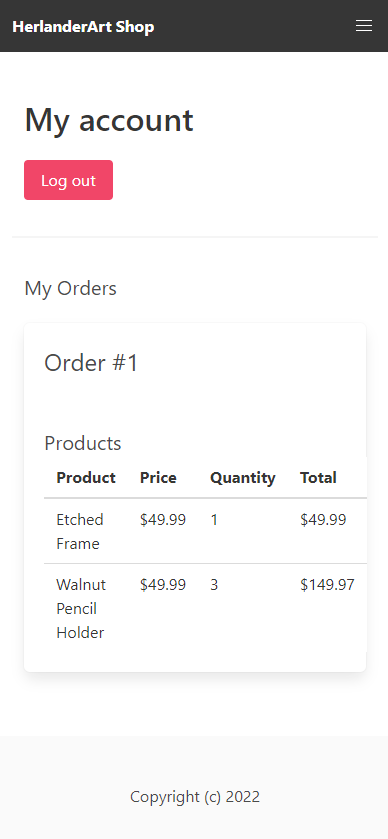 HerlanderArt Shop
My account
Log out
My Orders
Order #1
Products
Product Price Quantity Total
Etched Frame $49.99 1 $49.99
Walnut Pencil Holder $49.99 3 $149.97
Copyright (c) 2022